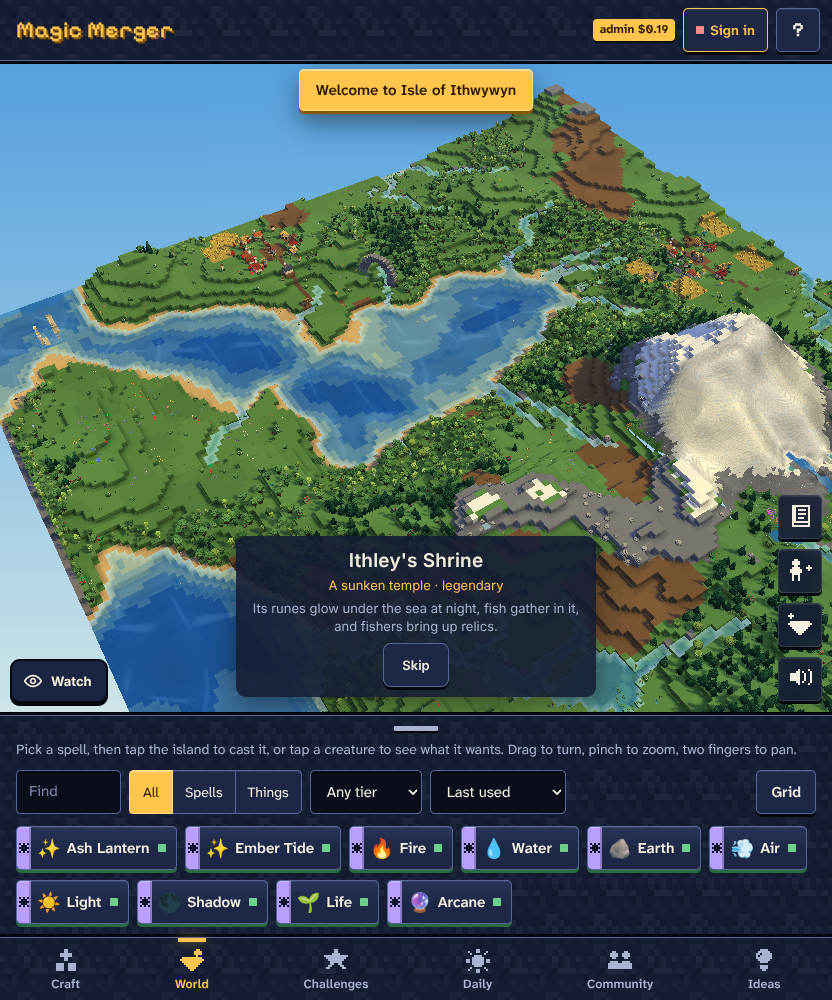 Magic Merger
admin $0.19
Sign in
?
Welcome to Isle of Ithwywyn
Ithley's Shrine
A sunken temple · legendary
Its runes glow under the sea at night, fish gather in it,
and fishers bring up relics.
Skip
Watch
Pick a spell, then tap the island to cast it, or tap a creature to see what it wants. Drag to turn, pinch to zoom, two fingers to pan.
Find
All
Spells
Things
Any tier
Last used
Grid
Ash Lantern
Ember Tide
Fire
Water
Earth
Air
Light
Shadow
Life
Arcane
Craft
World
Challenges
Daily
Community
Ideas